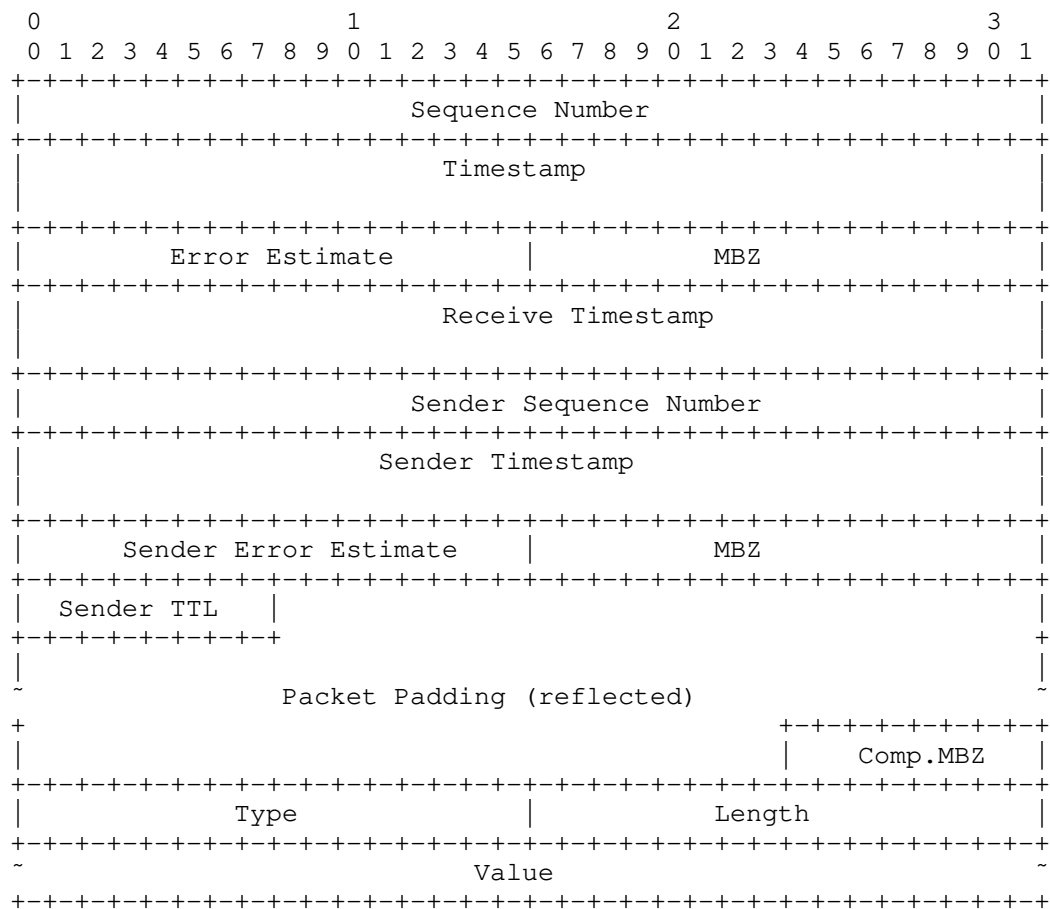 0                   1                   2                   3
 0 1 2 3 4 5 6 7 8 9 0 1 2 3 4 5 6 7 8 9 0 1 2 3 4 5 6 7 8 9 0 1
+-+-+-+-+-+-+-+-+-+-+-+-+-+-+-+-+-+-+-+-+-+-+-+-+-+-+-+-+-+-+-+-+
|                        Sequence Number                        |
+-+-+-+-+-+-+-+-+-+-+-+-+-+-+-+-+-+-+-+-+-+-+-+-+-+-+-+-+-+-+-+-+
|                          Timestamp                            |
|                                                               |
+-+-+-+-+-+-+-+-+-+-+-+-+-+-+-+-+-+-+-+-+-+-+-+-+-+-+-+-+-+-+-+-+
|         Error Estimate        |           MBZ                 |
+-+-+-+-+-+-+-+-+-+-+-+-+-+-+-+-+-+-+-+-+-+-+-+-+-+-+-+-+-+-+-+-+
|                          Receive Timestamp                    |
|                                                               |
+-+-+-+-+-+-+-+-+-+-+-+-+-+-+-+-+-+-+-+-+-+-+-+-+-+-+-+-+-+-+-+-+
|                        Sender Sequence Number                 |
+-+-+-+-+-+-+-+-+-+-+-+-+-+-+-+-+-+-+-+-+-+-+-+-+-+-+-+-+-+-+-+-+
|                      Sender Timestamp                         |
|                                                               |
+-+-+-+-+-+-+-+-+-+-+-+-+-+-+-+-+-+-+-+-+-+-+-+-+-+-+-+-+-+-+-+-+
|      Sender Error Estimate    |           MBZ                 |
+-+-+-+-+-+-+-+-+-+-+-+-+-+-+-+-+-+-+-+-+-+-+-+-+-+-+-+-+-+-+-+-+
|  Sender TTL   |                                               |
+-+-+-+-+-+-+-+-+                                               +
|                                                               |
~                Packet Padding (reflected)                     ~
+                                               +-+-+-+-+-+-+-+-+
|                                               |    Comp.MBZ   |
+-+-+-+-+-+-+-+-+-+-+-+-+-+-+-+-+-+-+-+-+-+-+-+-+-+-+-+-+-+-+-+-+
|             Type              |           Length              |
+-+-+-+-+-+-+-+-+-+-+-+-+-+-+-+-+-+-+-+-+-+-+-+-+-+-+-+-+-+-+-+-+
~                            Value                              ~
+-+-+-+-+-+-+-+-+-+-+-+-+-+-+-+-+-+-+-+-+-+-+-+-+-+-+-+-+-+-+-+-+